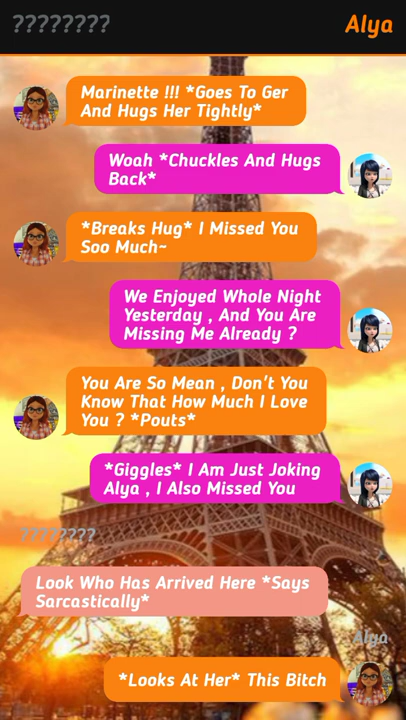 ???????? Alya
Marinette !!! *Goes To Ger
And Hugs Her Tightly*
Woah *Chuckles And Hugs
Back*
*Breaks Hug* I Missed You
Soo Much~
We Enjoyed Whole Night
Yesterday , And You Are
Missing Me Already ?
You Are So Mean , Don't You
Know That How Much I Love
You ? *Pouts*
*Giggles* I Am Just Joking
Alya , I Also Missed You
????????
Look Who Has Arrived Here *Says
Sarcastically*
Alya
*Looks At Her* This Bitch